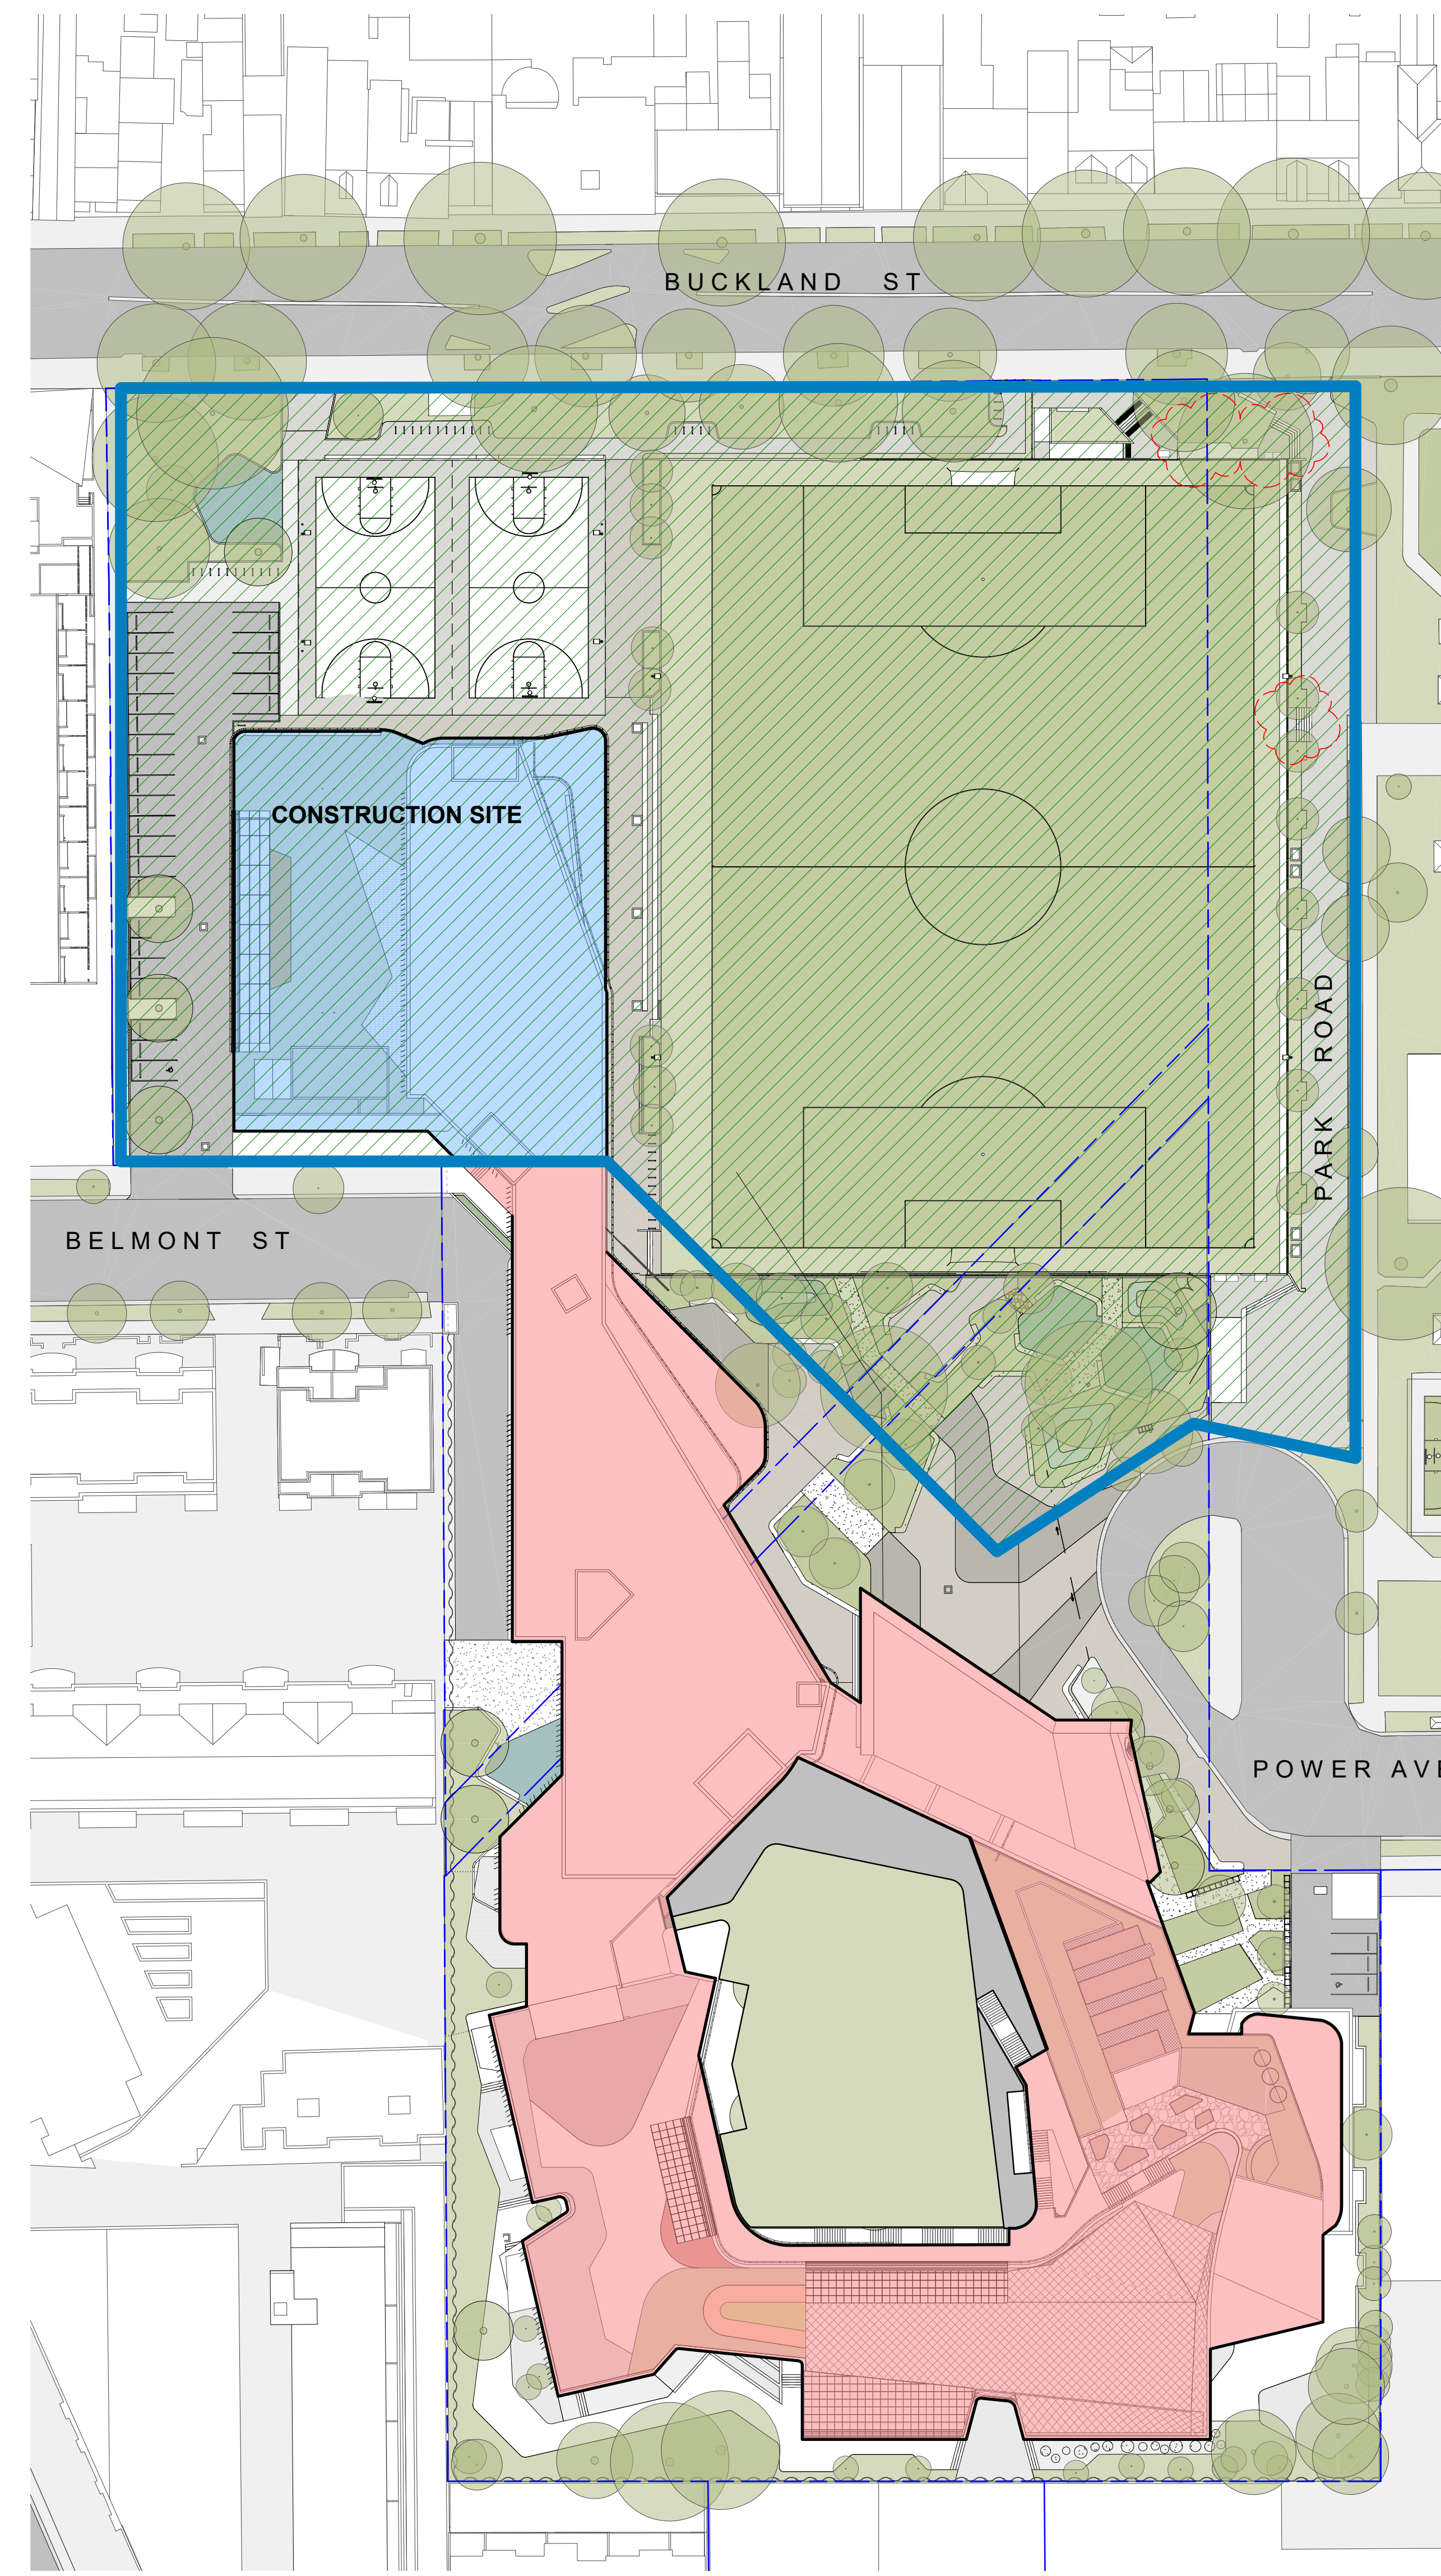 BUCKLAND ST
CONSTRUCTION SITE
PARK ROAD
BELMONT ST
POWER AVE